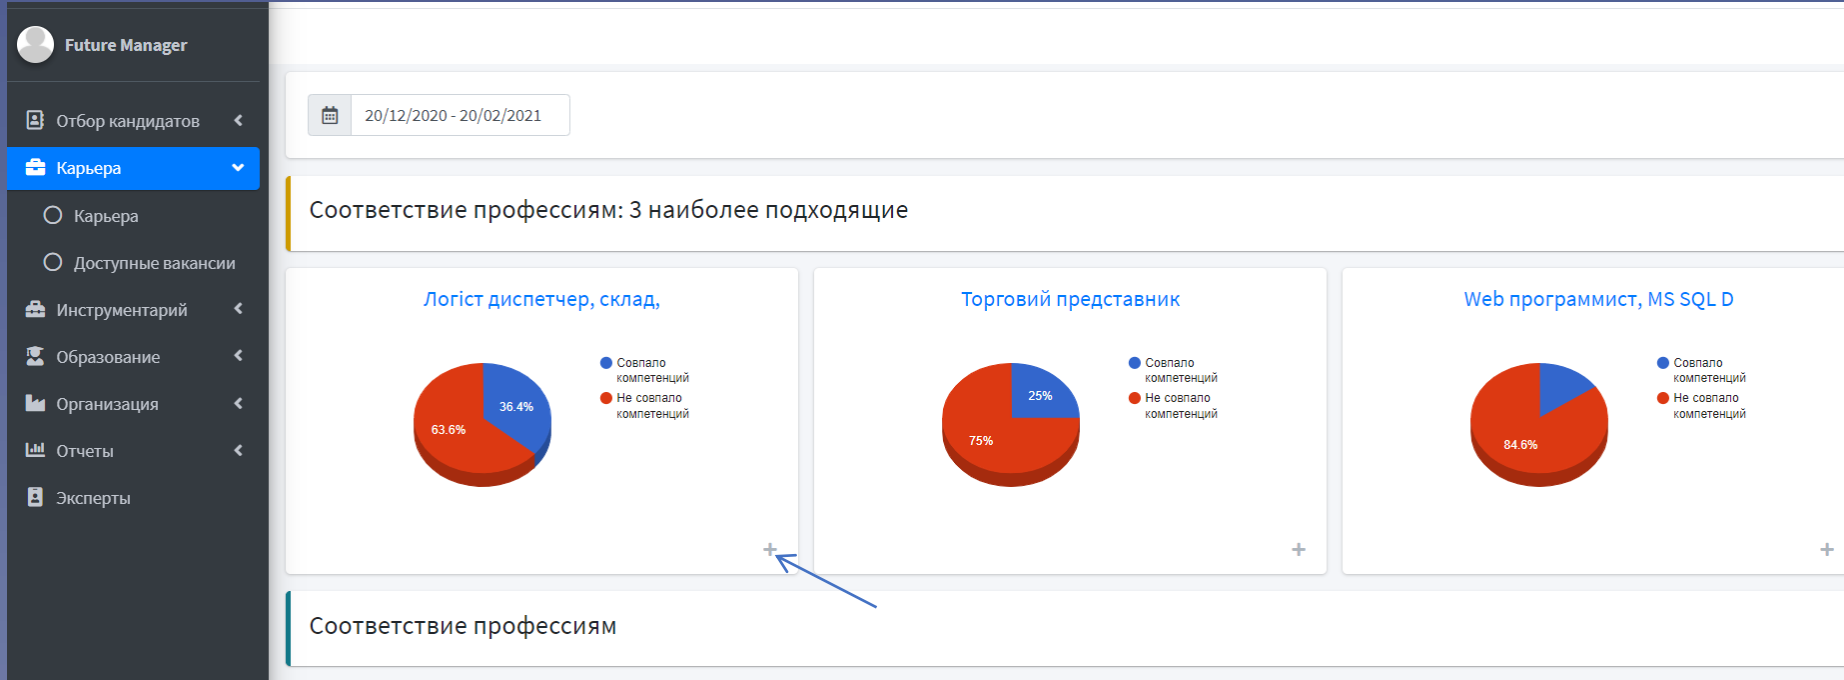 Future Manager
Отбор кандидатов
Карьера
Карьера
Доступные вакансии
Инструментарий
Образование
Организация
Отчеты
Эксперты
20/12/2020 - 20/02/2021
Соответствие профессиям: 3 наиболее подходящие
Логіст диспетчер, склад,
36.4%
63.6%
Совпало
компетенций
Не совпало
компетенций
Торговий представник
25%
75%
Совпало
компетенций
Не совпало
компетенций
Web программист, MS SQL D
84.6%
Совпало
компетенций
Не совпало
компетенций
Соответствие профессиям